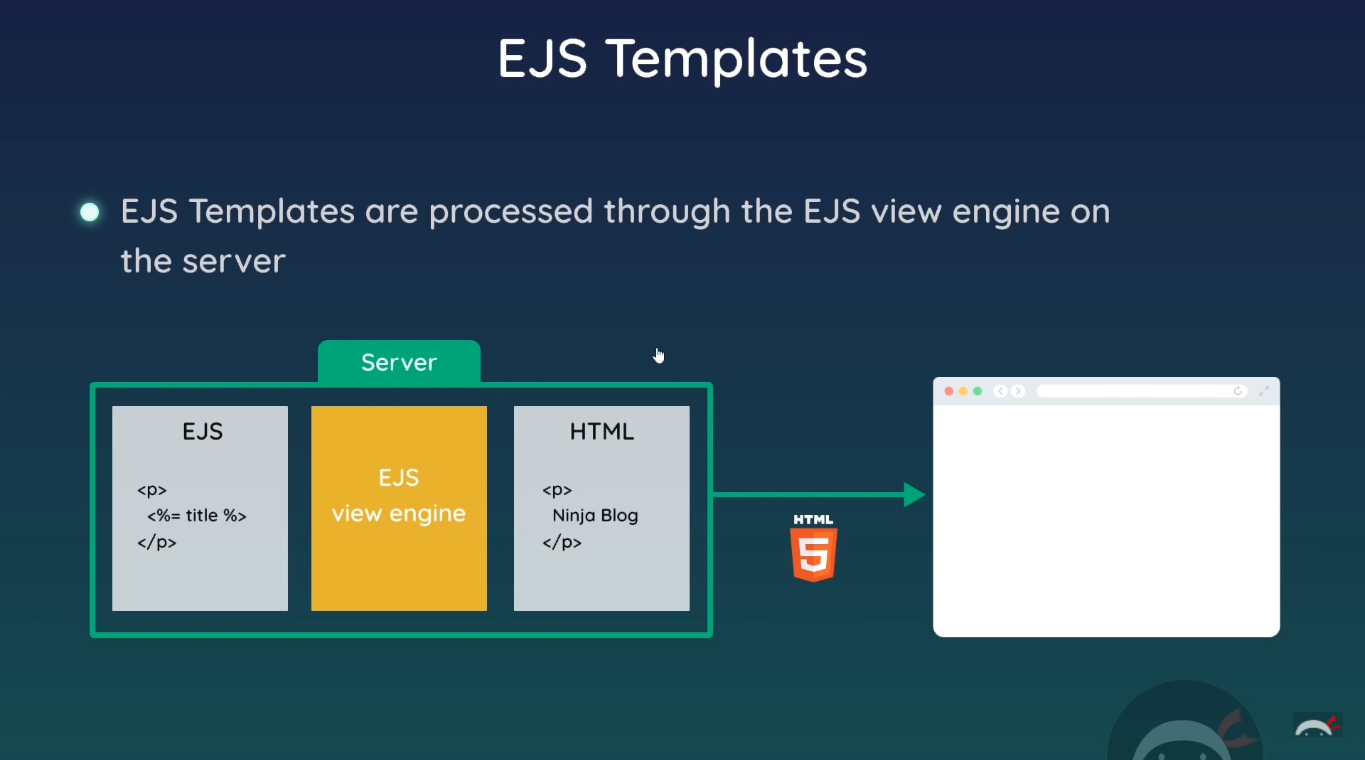 EJS Templates
EJS Templates are processed through the EJS view engine on
the server
Server
EJS
<p>
<%= title %>
</p>
EJS
view engine
HTML
<p>
Ninja Blog
</p>
HTML
5